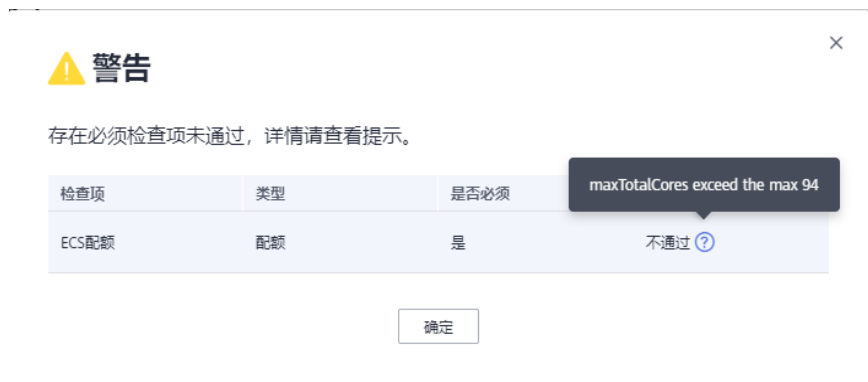 警告
存在必须检查项未通过，详情请查看提示。
maxTotalCores exceed the max 94
检查项 类型 是否必须
ECS配额 配额 是 不通过
确定